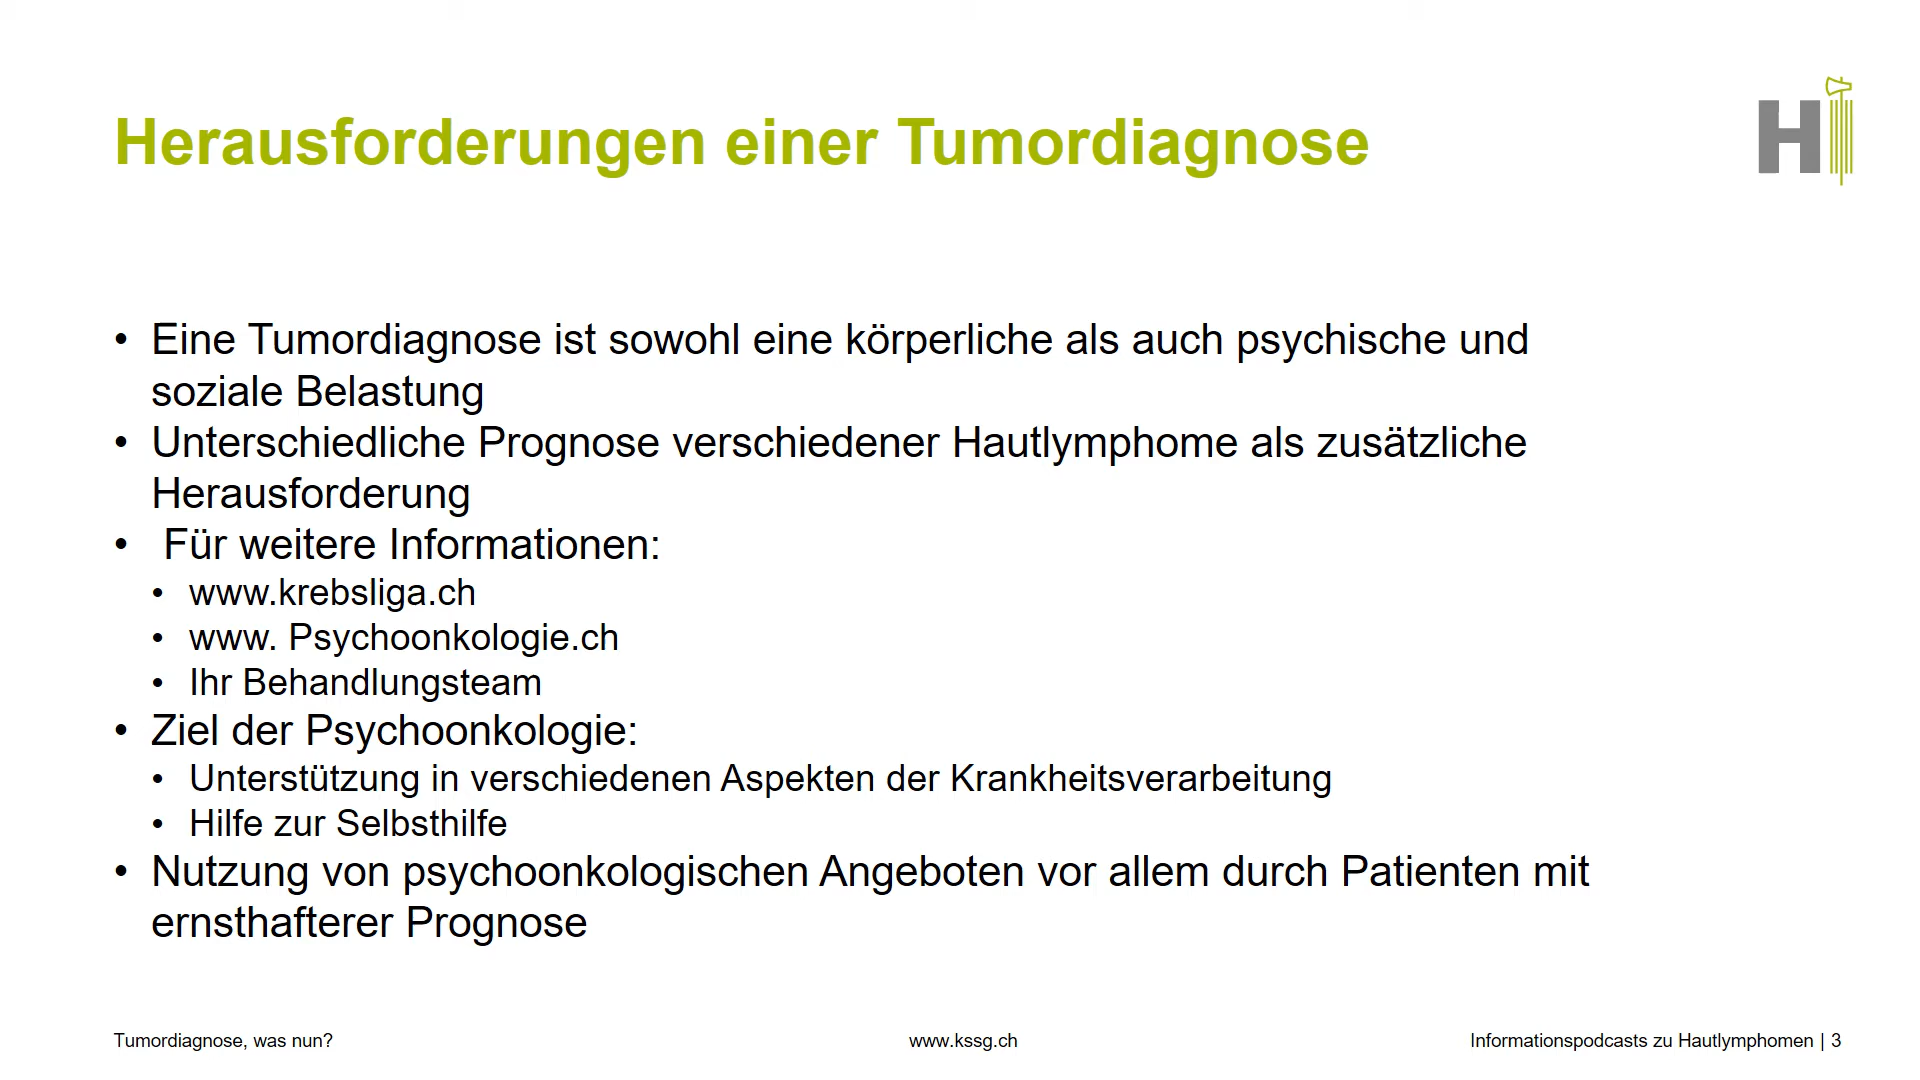 Herausforderungen einer Tumordiagnose
H
• Eine Tumordiagnose ist sowohl eine körperliche als auch psychische und
soziale Belastung
• Unterschiedliche Prognose verschiedener Hautlymphome als zusätzliche
Herausforderung
• Für weitere Informationen:
• www.krebsliga.ch
• www. Psychoonkologie.ch
• Ihr Behandlungsteam
• Ziel der Psychoonkologie:
• Unterstützung in verschiedenen Aspekten der Krankheitsverarbeitung
• Hilfe zur Selbsthilfe
• Nutzung von psychoonkologischen Angeboten vor allem durch Patienten mit
ernsthafterer Prognose
Tumordiagnose, was nun?
www.kssg.ch
Informationspodcasts zu Hautlymphomen | 3